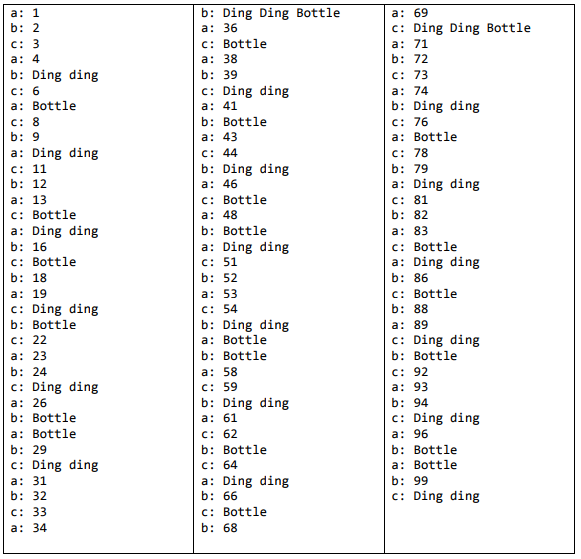 a: 1
b: 2
c: 3
a: 4
b: Ding ding
c: 6
a: Bottle
c: 8
b: 9
a: Ding ding
c: 11
b: 12
a: 13
c: Bottle
a: Ding ding
b: 16
c: Bottle
b: 18
a: 19
c: Ding ding
b: Bottle
c: 22
a: 23
b: 24
c: Ding ding
a: 26
b: Bottle
a: Bottle
b: 29
c: Ding ding
a: 31
b: 32
c: 33
a: 34
b: Ding Ding Bottle
a: 36
c: Bottle
a: 38
b: 39
c: Ding ding
a: 41
b: Bottle
a: 43
c: 44
b: Ding ding
a: 46
c: Bottle
a: 48
b: Bottle
a: Ding ding
c: 51
b: 52
a: 53
c: 54
b: Ding ding
a: Bottle
b: Bottle
a: 58
c: 59
b: Ding ding
a: 61
c: 62
b: Bottle
c: 64
a: Ding ding
b: 66
c: Bottle
b: 68
a: 69
c: Ding Ding Bottle
a: 71
b: 72
c: 73
a: 74
b: Ding ding
c: 76
a: Bottle
c: 78
b: 79
a: Ding ding
c: 81
b: 82
a: 83
c: Bottle
a: Ding ding
b: 86
c: Bottle
b: 88
a: 89
c: Ding ding
b: Bottle
c: 92
a: 93
b: 94
c: Ding ding
a: 96
b: Bottle
a: Bottle
b: 99
c: Ding ding